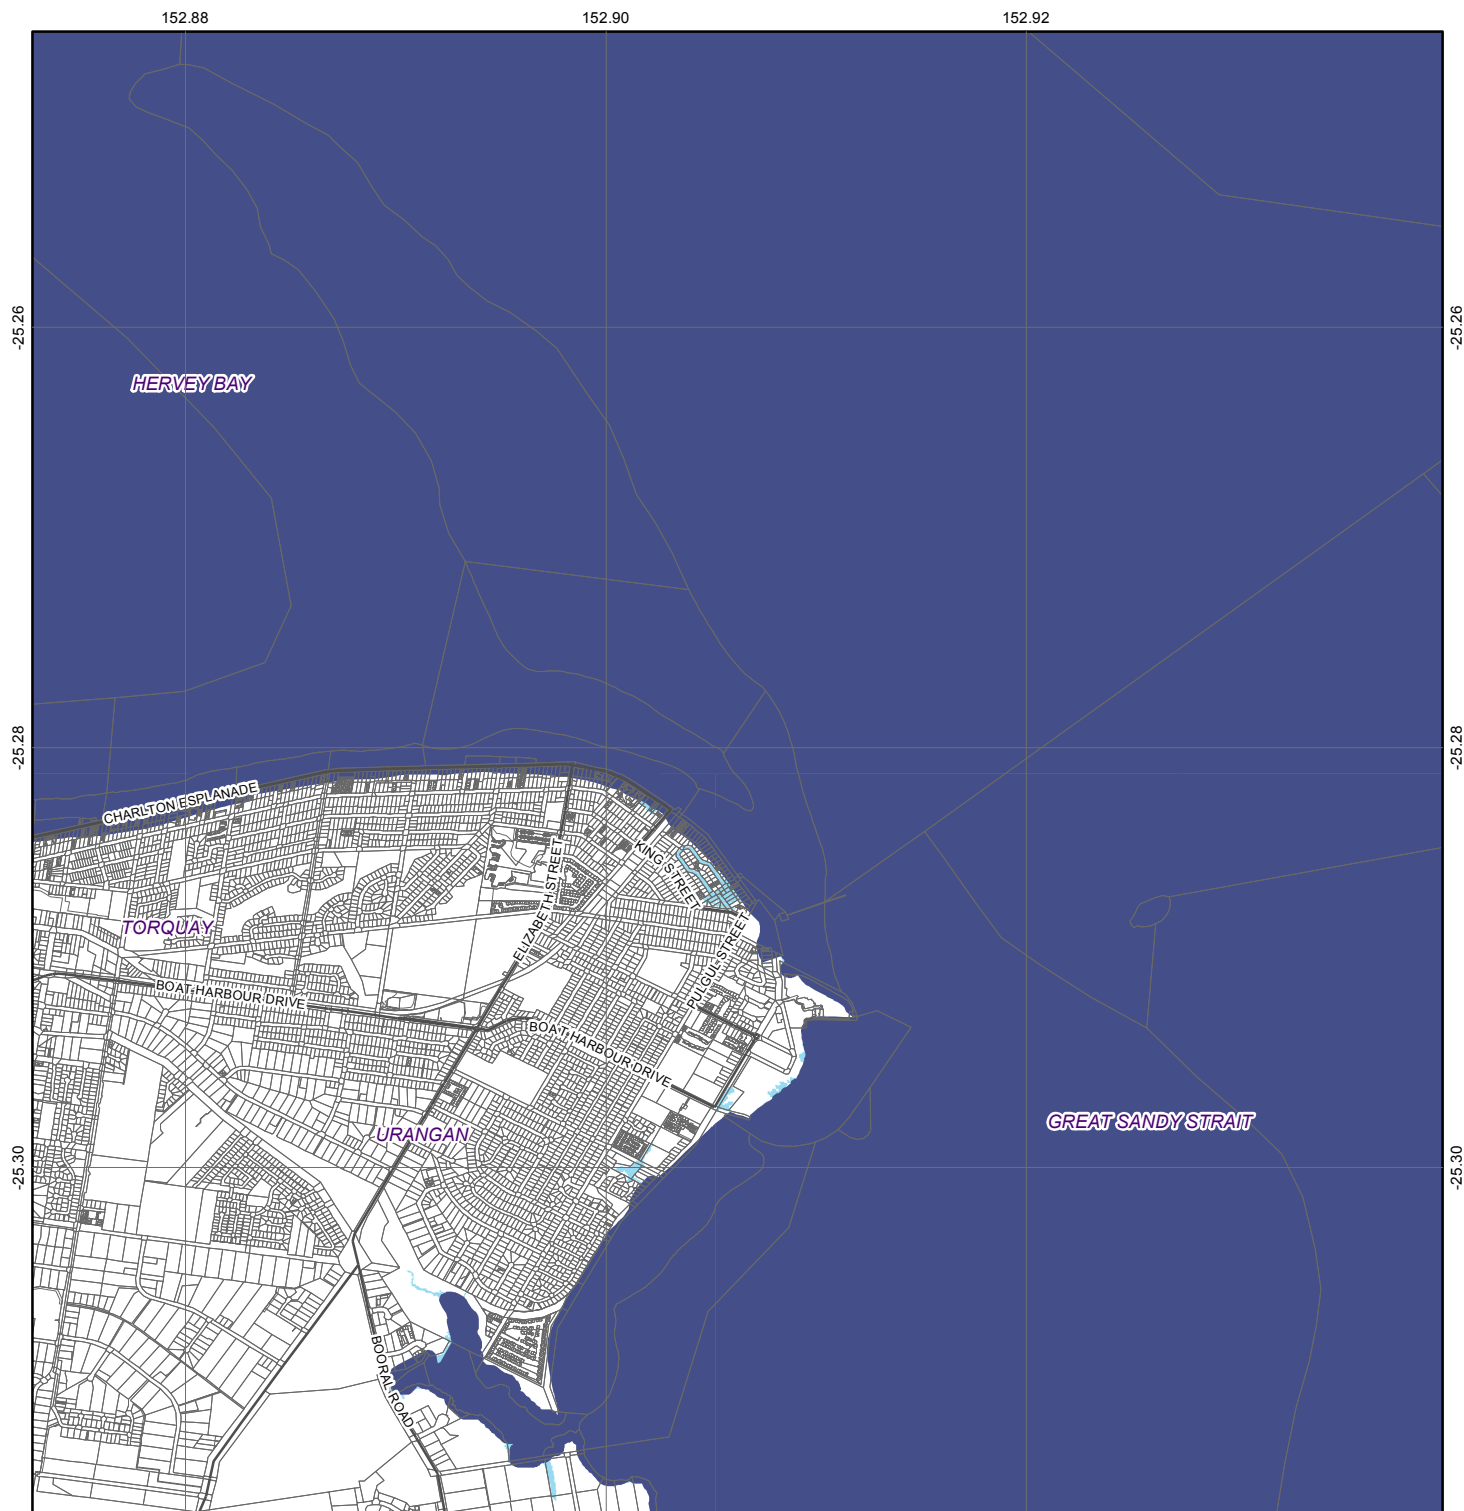 152.88
152.90
152.92
-25.26
-25.26
HERVEY BAY
-25.28
-25.28
CHARLTON ESPLANADE
KING STREET
ELIZABETH STREET
TORQUAY
PULGUL STREET
BOAT HARBOUR DRIVE
BOAT HARBOUR DRIVE
GREAT SANDY STRAIT
URANGAN
-25.30
-25.30
BOORAL ROAD